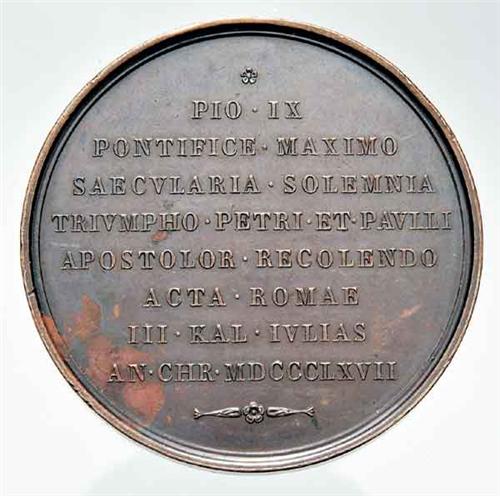 PIO · IX
PONTIFICE · MAXIMO
SAECVLARIA · SOLEMNIA
TRIVMPHO · PETRI · ET · PAVLLI
APOSTOLOR · RECOLENDO
ACTA · ROMAE
III · KAL · IVLIAS
AN · CHR · MDCCCLXVII